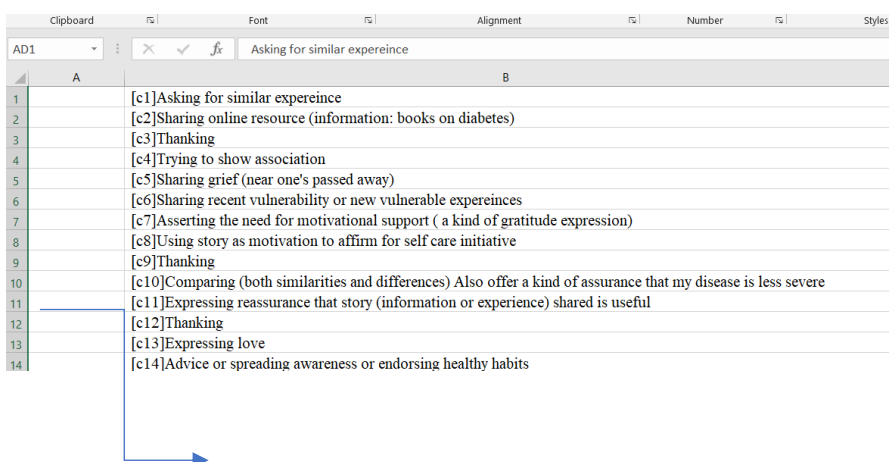 Clipboard Font Alignment Number Styles
AD1 fx Asking for similar expereince
A B
1 [c1]Asking for similar expereince
2 [c2]Sharing online resource (information: books on diabetes)
3 [c3]Thanking
4 [c4]Trying to show association
5 [c5]Sharing grief (near one's passed away)
6 [c6]Sharing recent vulnerability or new vulnerable expereinces
7 [c7]Asserting the need for motivational support ( a kind of gratitude expression)
8 [c8]Using story as motivation to affirm for self care initiative
9 [c9]Thanking
10 [c10]Comparing (both similarities and differences) Also offer a kind of assurance that my disease is less severe
11 [c11]Expressing reassurance that story (information or experience) shared is useful
12 [c12]Thanking
13 [c13]Expressing love
14 [c14]Advice or spreading awareness or endorsing healthy habits